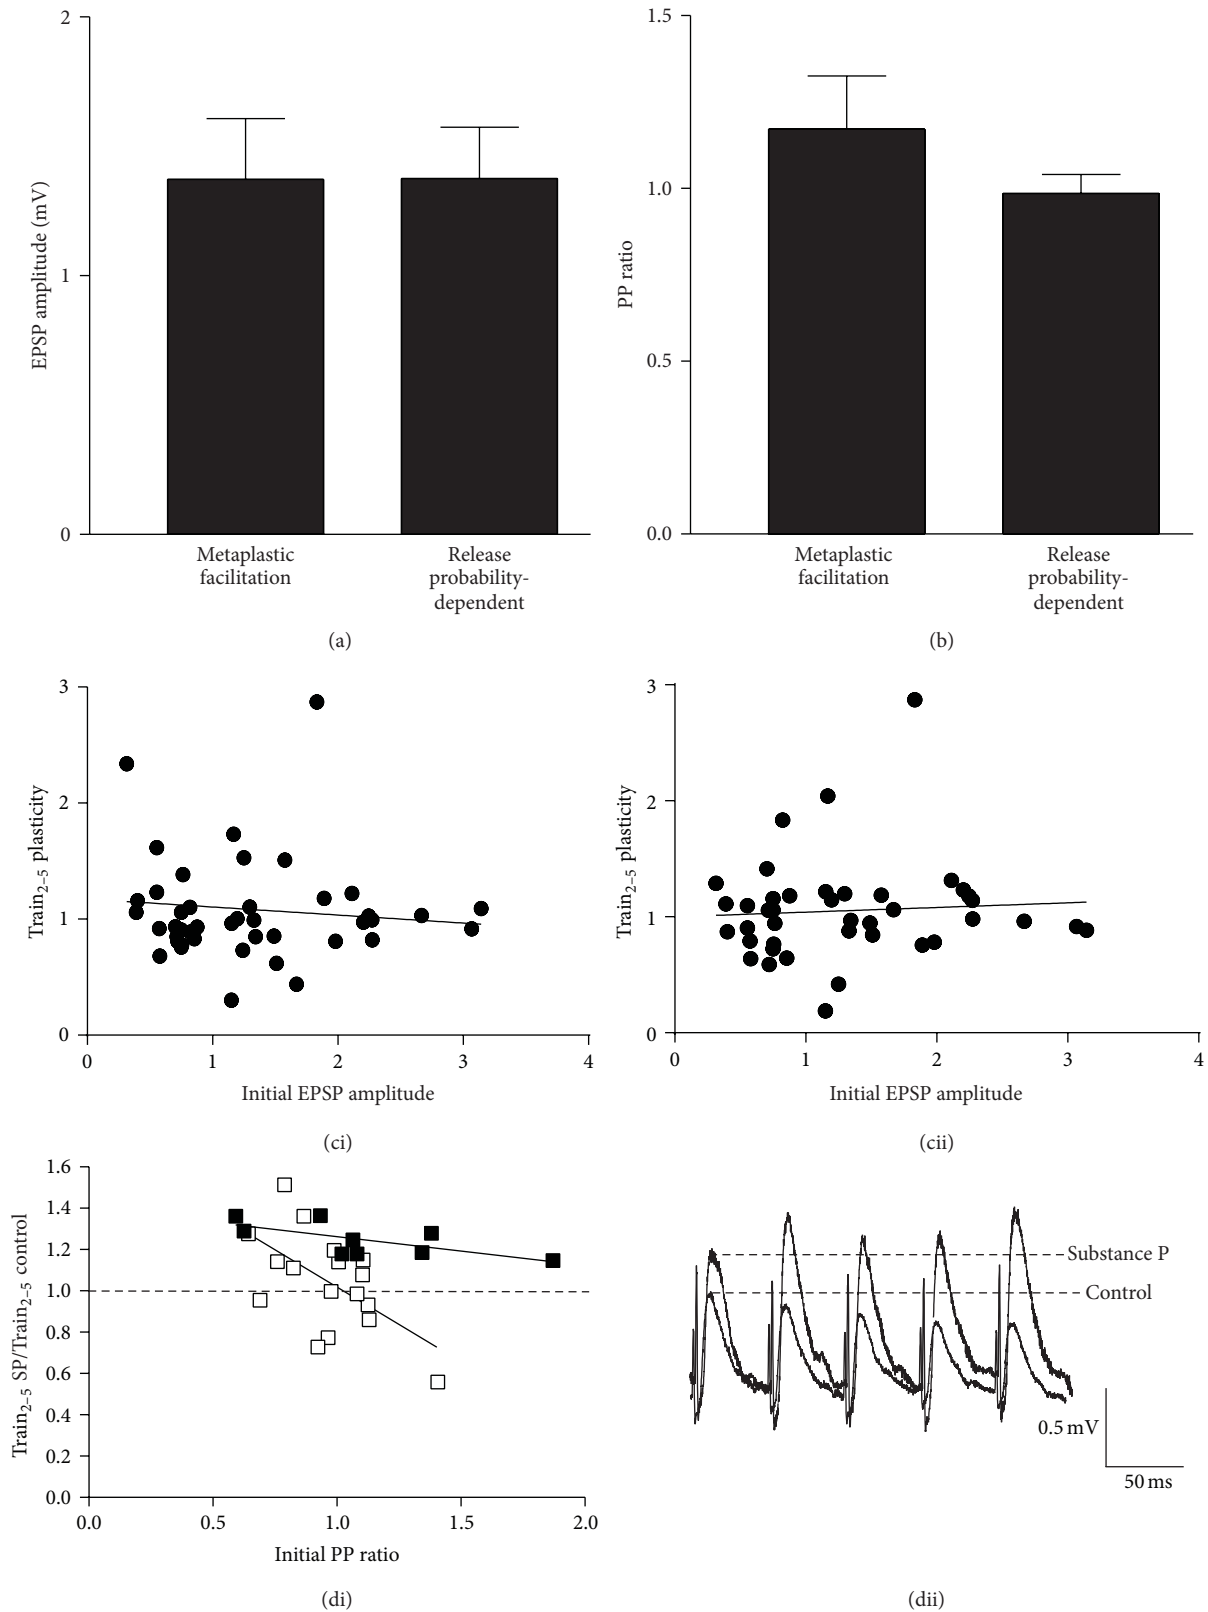 2
1
0
EPSP amplitude (mV)
Metaplastic
facilitation
Release
probability-
dependent
(a)
1.5
1.0
0.5
0.0
PP ratio
Metaplastic
facilitation
Release
probability-
dependent
(b)
3
2
1
0
Train2–5 plasticity
0 1 2 3 4
Initial EPSP amplitude
(ci)
3
2
1
0
Train2–5 plasticity
0 1 2 3 4
Initial EPSP amplitude
(cii)
1.6
1.4
1.2
1.0
0.8
0.6
0.4
0.2
0.0
Train2–5 SP/Train2–5 control
0.0 0.5 1.0 1.5 2.0
Initial PP ratio
(di)
Substance P
Control
0.5 mV
50 ms
(dii)